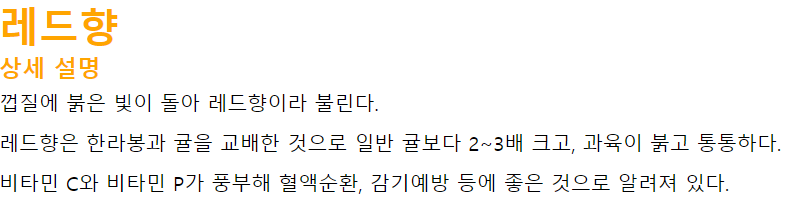 레드향
상세 설명
껍질에 붉은 빛이 돌아 레드향이라 불린다.
레드향은 한라봉과 귤을 교배한 것으로 일반 귤보다 2~3배 크고, 과육이 붉고 통통하다.
비타민 C와 비타민 P가 풍부해 혈액순환, 감기예방 등에 좋은 것으로 알려져 있다.